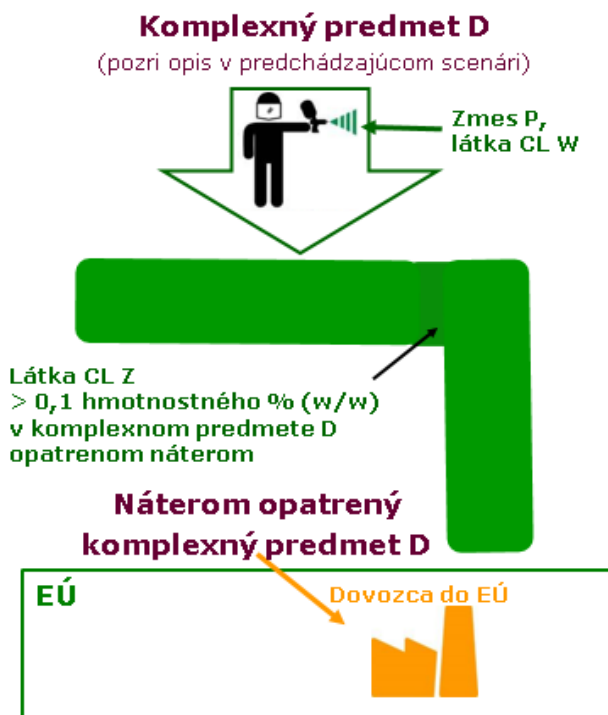 Komplexný predmet D
(pozri opis v predchádzajúcom scenári)
Zmes P,
látka CL W
Látka CL Z
> 0,1 hmotnostného % (w/w)
v komplexnom predmete D
opatrenom náterom
Náterom opatrený
komplexný predmet D
EÚ
Dovozca do EÚ